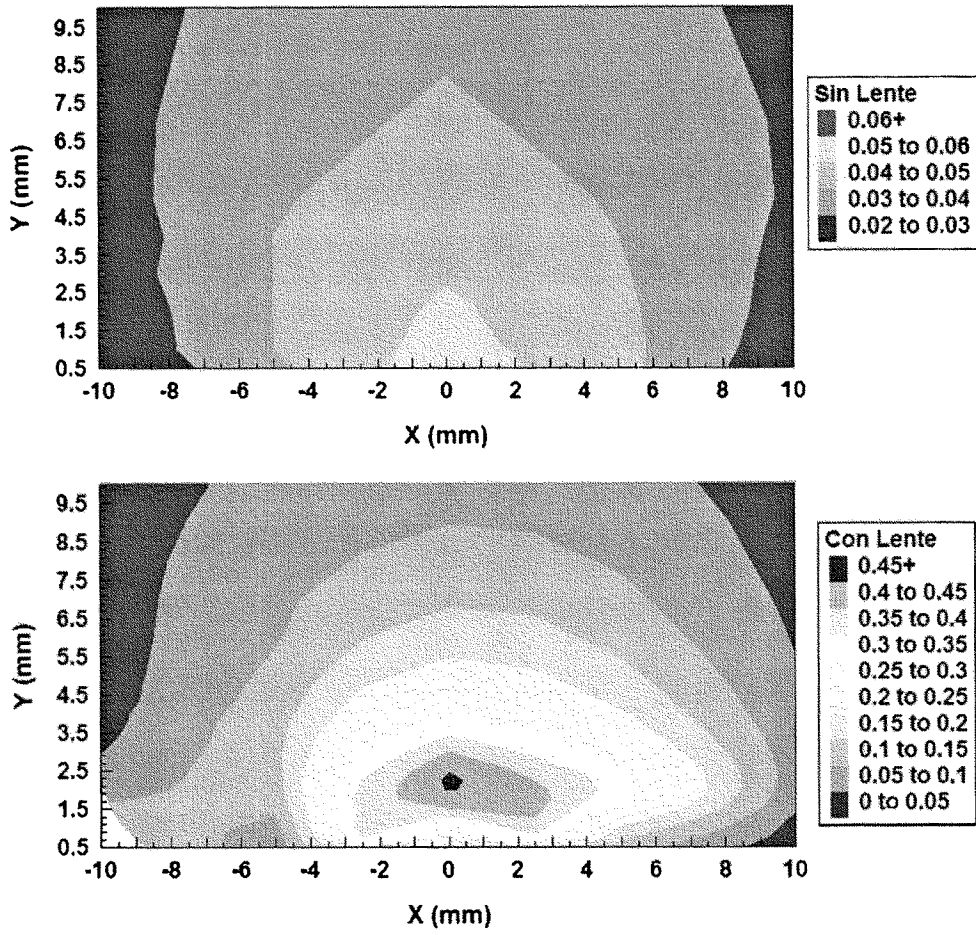 9.5
8.5
7.5
6.5
5.5
4.5
3.5
2.5
1.5
0.5
Y (mm)
-10 -8 -6 -4 -2 0 2 4 6 8 10
X (mm)
Sin Lente
0.06+
0.05 to 0.06
0.04 to 0.05
0.03 to 0.04
0.02 to 0.03
9.5
8.5
7.5
6.5
5.5
4.5
3.5
2.5
1.5
0.5
Y (mm)
-10 -8 -6 -4 -2 0 2 4 6 8 10
X (mm)
Con Lente
0.45+
0.4 to 0.45
0.35 to 0.4
0.3 to 0.35
0.25 to 0.3
0.2 to 0.25
0.15 to 0.2
0.1 to 0.15
0.05 to 0.1
0 to 0.05